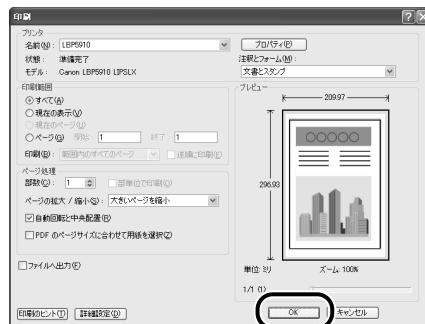 印刷
プリンタ
名前(N): LBP5910 プロパティ(P)
状態: 準備完了 注釈とフォーム(M):
モデル: Canon LBP5910 LIPSLX 文書とスタンプ
印刷範囲
すべて(A)
現在の表示(V)
現在のページ(U)
ページ(G) 開始: 1 終了: 1
印刷(B): 範囲内のすべてのページ 逆順に印刷(E)
ページ処理
部数(C): 1 部単位で印刷(O)
ページの拡大 / 縮小(S): 大きいページを縮小
自動回転と中央配置(R)
PDF のページサイズに合わせて用紙を選択(Z)
ファイルへ出力(F)
プレビュー
209.97
296.93
OOOOO
単位: ミリ ズーム: 100%
1/1 (1)
印刷のヒント(T) 詳細設定(D) OK キャンセル